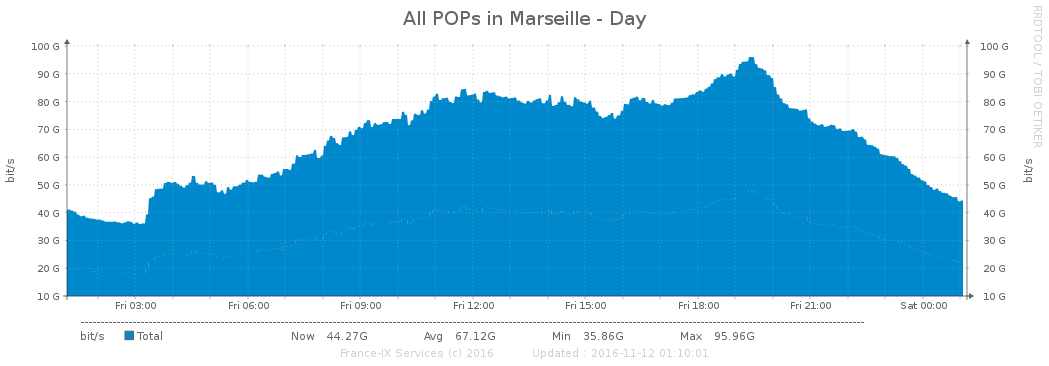 All POPs in Marseille - Day
RRDTOOL / TOBI OETIKER
100 G 100 G
90 G 90 G
80 G 80 G
70 G 70 G
60 G 60 G
50 G 50 G
40 G 40 G
30 G 30 G
20 G 20 G
10 G 10 G
bit/s
bit/s
Fri 03:00 Fri 06:00 Fri 09:00 Fri 12:00 Fri 15:00 Fri 18:00 Fri 21:00 Sat 00:00
bit/s Total Now 44.27G Avg 67.12G Min 35.86G Max 95.96G
France-IX Services (c) 2016 Updated : 2016-11-12 01:10:01